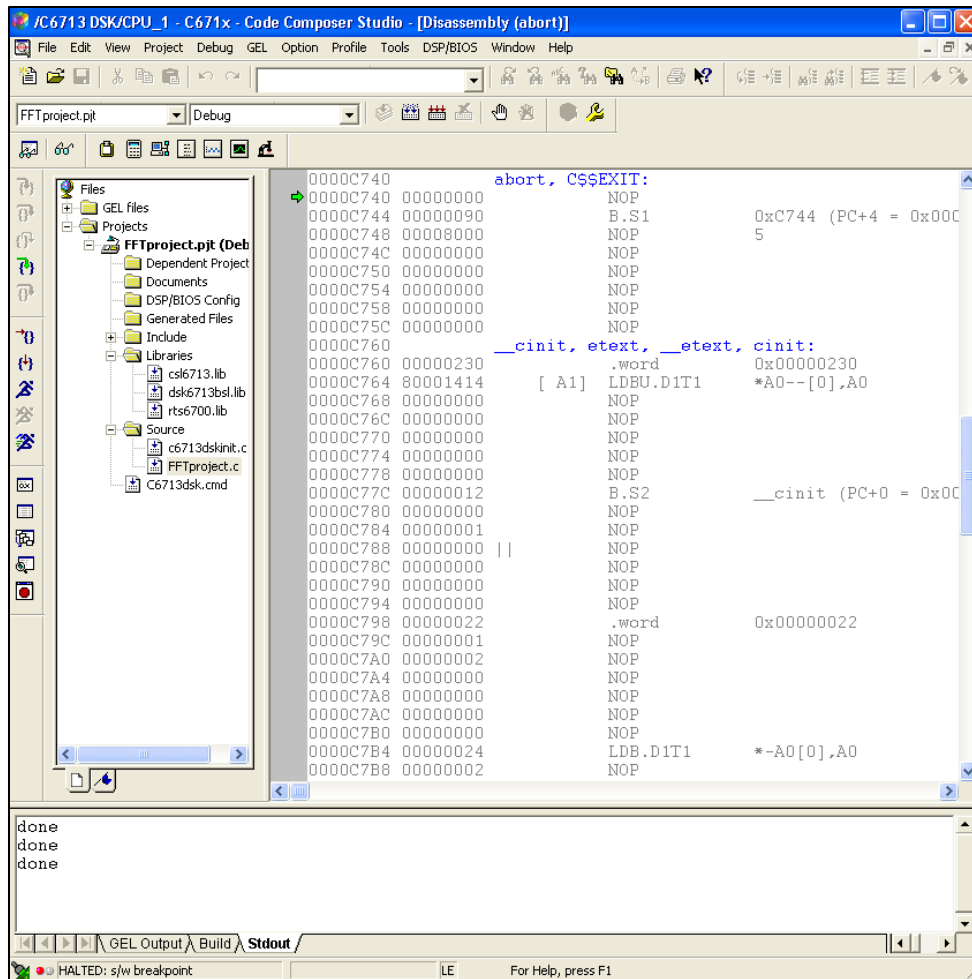 /C6713 DSK/CPU_1 - C671x - Code Composer Studio - [Disassembly (abort)]
File Edit View Project Debug GEL Option Profile Tools DSP/BIOS Window Help
FFTproject.pjt Debug
Files
GEL files
Projects
FFTproject.pjt (Deb
Dependent Project
Documents
DSP/BIOS Config
Generated Files
Include
Libraries
csl6713.lib
dsk6713bsl.lib
rts6700.lib
Source
c6713dskinit.c
FFTproject.c
C6713dsk.cmd
0000C740 abort, C$$EXIT:
0000C740 00000000 NOP
0000C744 00000090 B.S1 0xC744 (PC+4 = 0x000
0000C748 00008000 NOP 5
0000C74C 00000000 NOP
0000C750 00000000 NOP
0000C754 00000000 NOP
0000C758 00000000 NOP
0000C75C 00000000 NOP
0000C760 __cinit, etext, __etext, cinit:
0000C760 00000230 .word 0x00000230
0000C764 80001414 [ A1] LDBU.D1T1 *A0--[0],A0
0000C768 00000000 NOP
0000C76C 00000000 NOP
0000C770 00000000 NOP
0000C774 00000000 NOP
0000C778 00000000 NOP
0000C77C 00000012 B.S2 __cinit (PC+0 = 0x00
0000C780 00000000 NOP
0000C784 00000001 NOP
0000C788 00000000 || NOP
0000C78C 00000000 NOP
0000C790 00000000 NOP
0000C794 00000000 NOP
0000C798 00000022 .word 0x00000022
0000C79C 00000001 NOP
0000C7A0 00000002 NOP
0000C7A4 00000000 NOP
0000C7A8 00000000 NOP
0000C7AC 00000000 NOP
0000C7B0 00000000 NOP
0000C7B4 00000024 LDB.D1T1 *-A0[0],A0
0000C7B8 00000002 NOP
done
done
done
GEL Output Build Stdout
HALTED: s/w breakpoint LE For Help, press F1